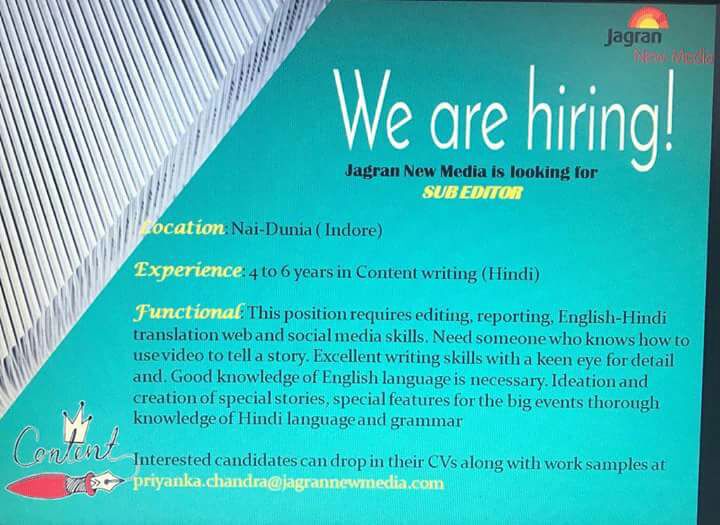 Jagran
New Media
We are hiring!
Jagran New Media is looking for
SUB EDITOR
Location: Nai-Dunia ( Indore)
Experience: 4 to 6 years in Content writing (Hindi)
Functional: This position requires editing, reporting, English-Hindi
translation web and social media skills. Need someone who knows how to
use video to tell a story. Excellent writing skills with a keen eye for detail
and. Good knowledge of English language is necessary. Ideation and
creation of special stories, special features for the big events thorough
knowledge of Hindi language and grammar
Content
Interested candidates can drop in their CVs along with work samples at
priyanka.chandra@jagrannewmedia.com